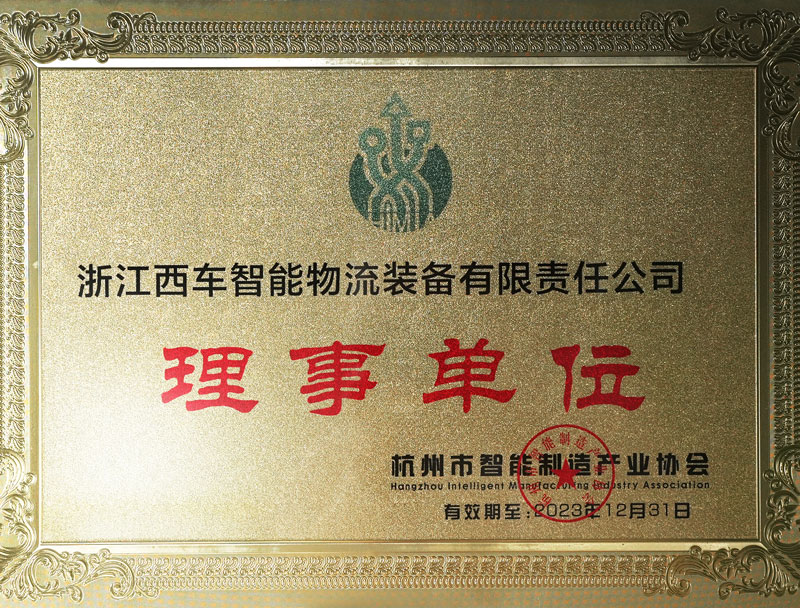 浙江西车智能物流装备有限责任公司
理事单位
杭州市智能制造产业协会
Hangzhou Intelligent Manufacturing Industry Association
有效期至:2023年12月31日